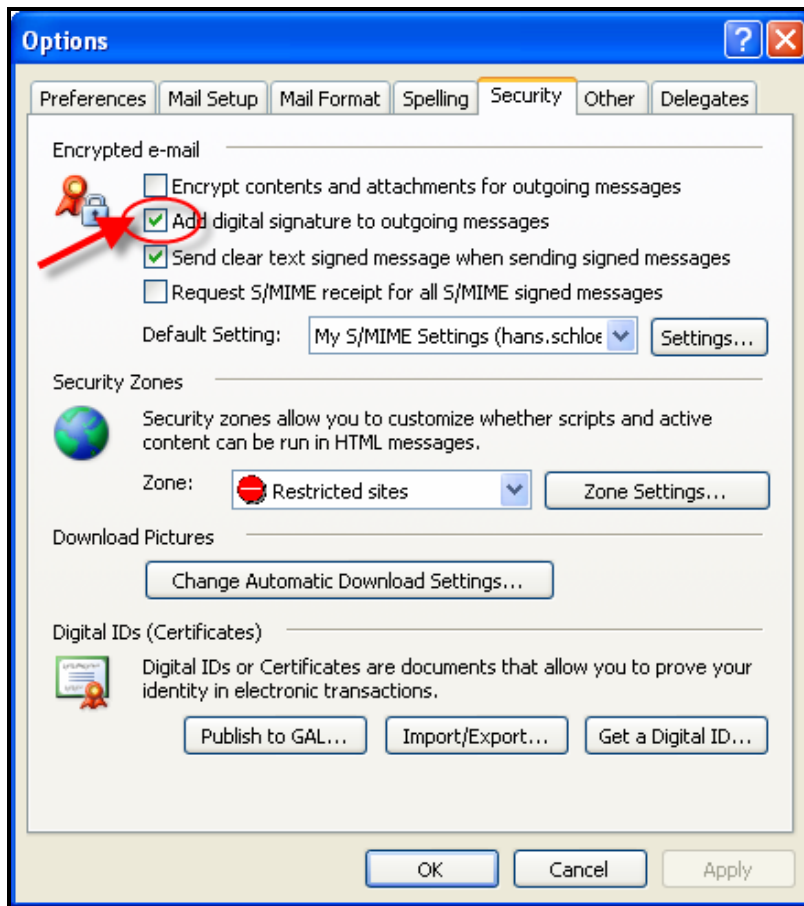 Options
Preferences Mail Setup Mail Format Spelling Security Other Delegates
Encrypted e-mail
Encrypt contents and attachments for outgoing messages
Add digital signature to outgoing messages
Send clear text signed message when sending signed messages
Request S/MIME receipt for all S/MIME signed messages
Default Setting: My S/MIME Settings (hans.schloe Settings...
Security Zones
Security zones allow you to customize whether scripts and active
content can be run in HTML messages.
Zone: Restricted sites Zone Settings...
Download Pictures
Change Automatic Download Settings...
Digital IDs (Certificates)
Digital IDs or Certificates are documents that allow you to prove your
identity in electronic transactions.
Publish to GAL... Import/Export... Get a Digital ID...
OK Cancel Apply